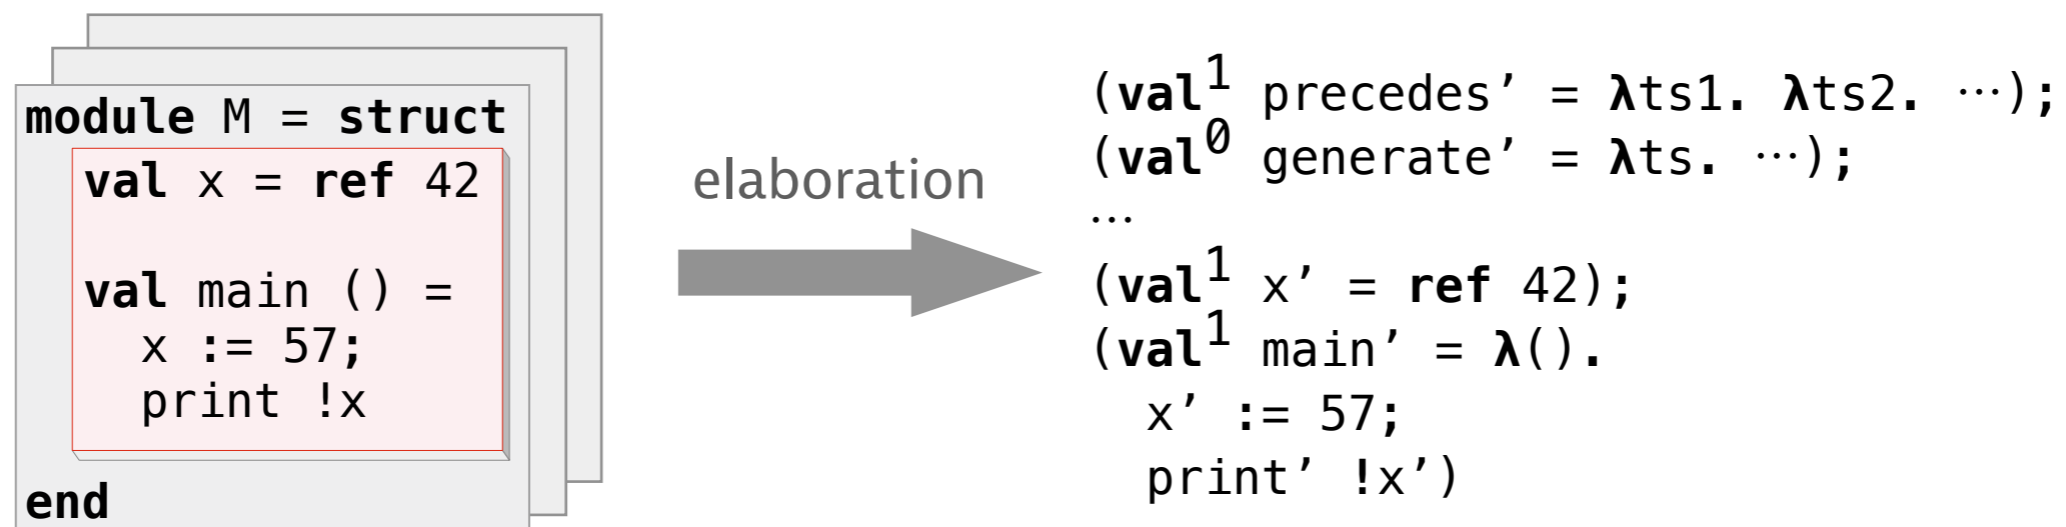 module M = struct
val x = ref 42
val main () =
x := 57;
print !x
end
elaboration
(val¹ precedes’ = λts1. λts2. ⋯);
(val⁰ generate’ = λts. ⋯);
⋯
(val¹ x’ = ref 42);
(val¹ main’ = λ().
x’ := 57;
print’ !x’)